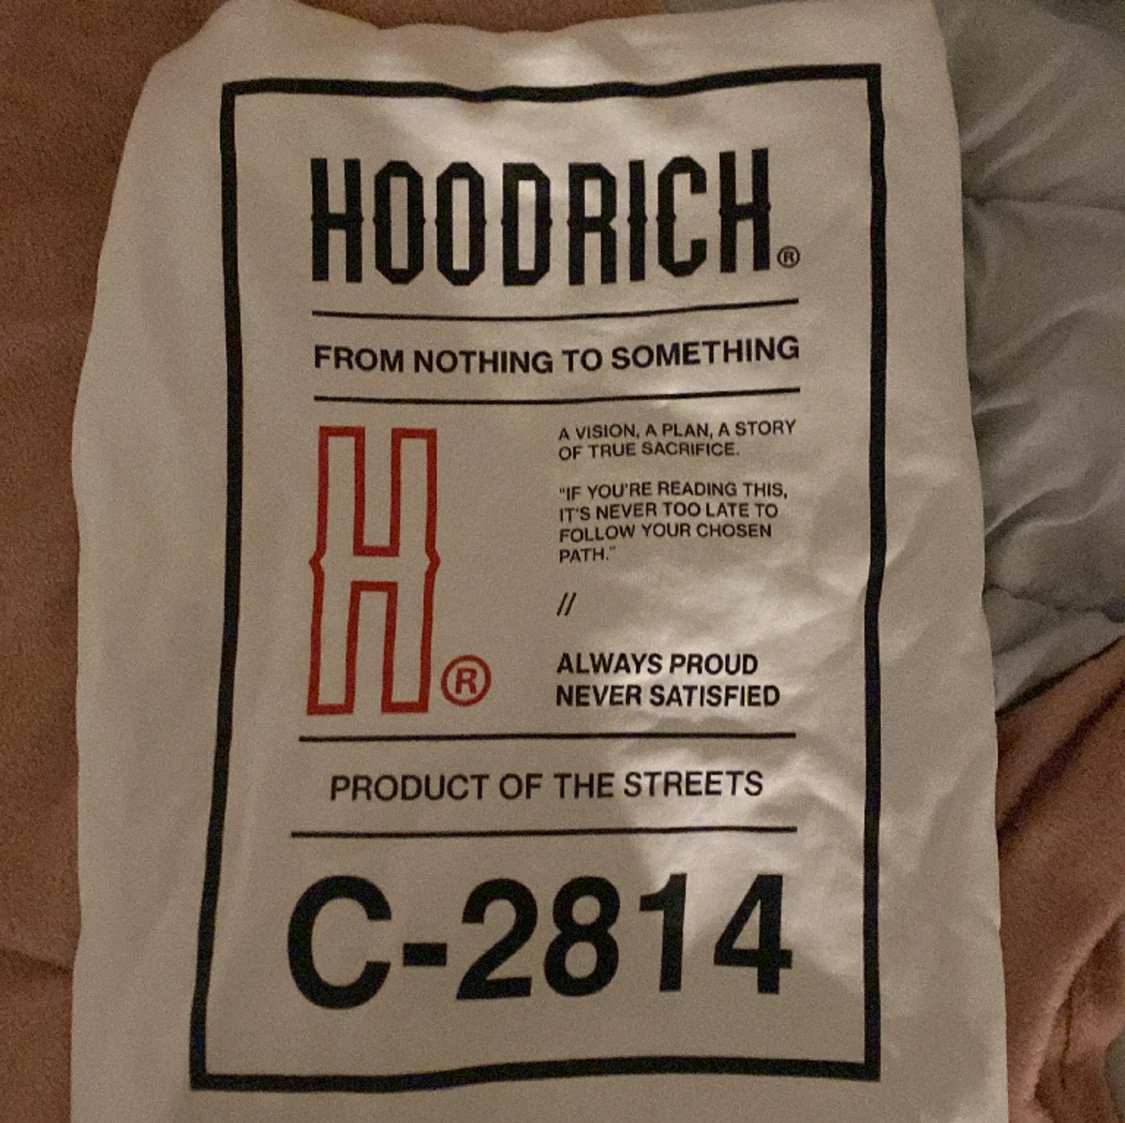 HOODRICH®
FROM NOTHING TO SOMETHING
H®
A VISION, A PLAN, A STORY
OF TRUE SACRIFICE.
"IF YOU'RE READING THIS,
IT'S NEVER TOO LATE TO
FOLLOW YOUR CHOSEN
PATH."
//
ALWAYS PROUD
NEVER SATISFIED
PRODUCT OF THE STREETS
C-2814